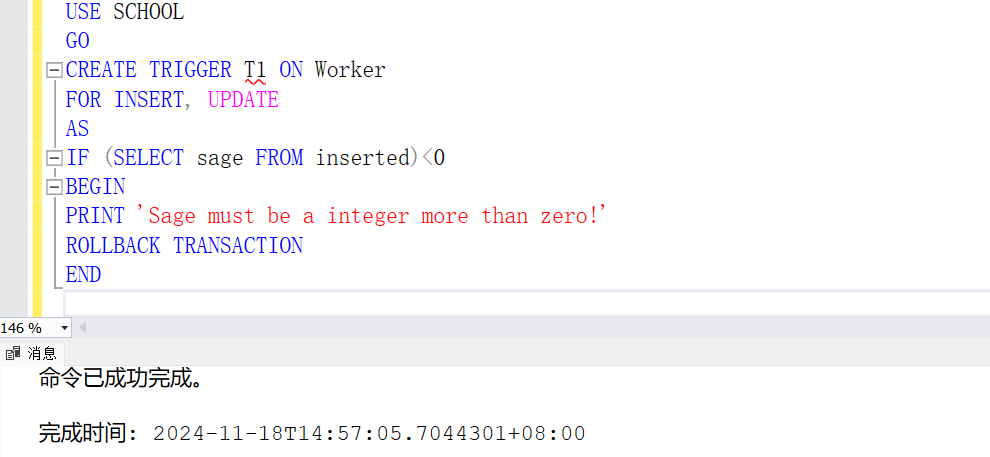 USE SCHOOL
GO
CREATE TRIGGER T1 ON Worker
FOR INSERT, UPDATE
AS
IF (SELECT sage FROM inserted)<0
BEGIN
PRINT 'Sage must be a integer more than zero!'
ROLLBACK TRANSACTION
END
146 %
消息
命令已成功完成。
完成时间: 2024-11-18T14:57:05.7044301+08:00